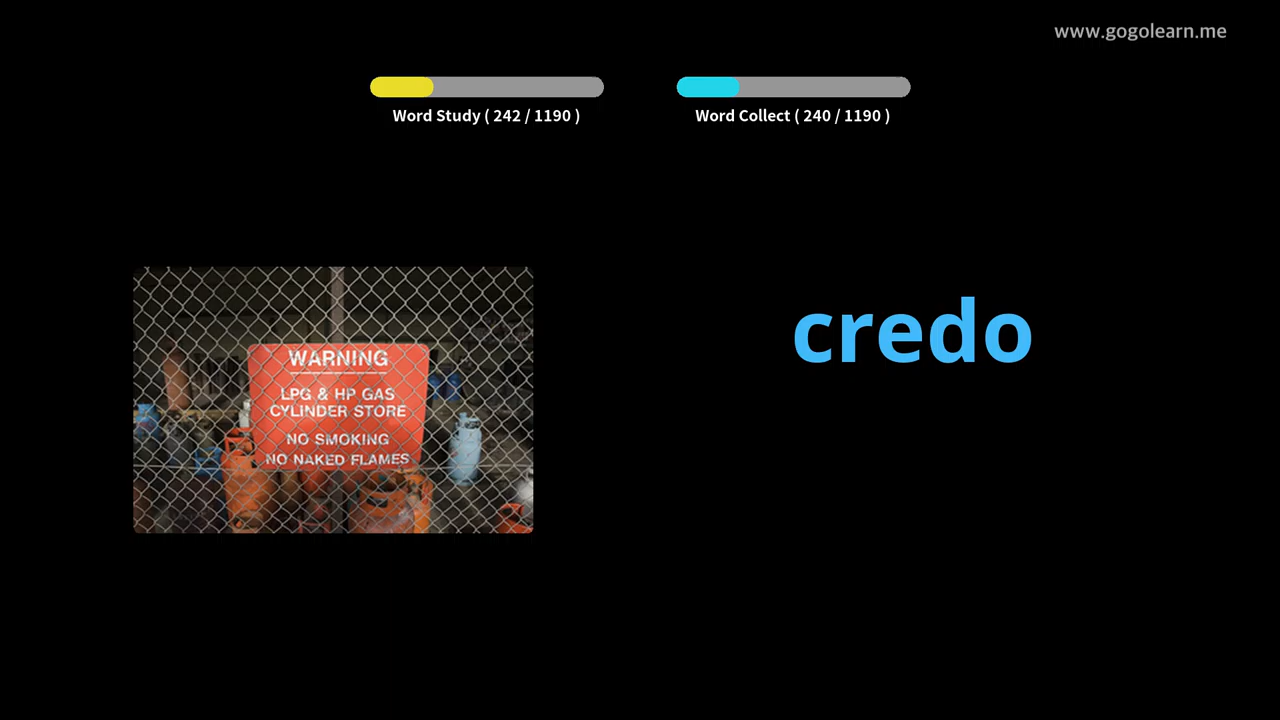 www.gogolearn.me
Word Study ( 242 / 1190 )
Word Collect ( 240 / 1190 )
credo
WARNING
LPG & HP GAS
CYLINDER STORE
NO SMOKING
NO NAKED FLAMES